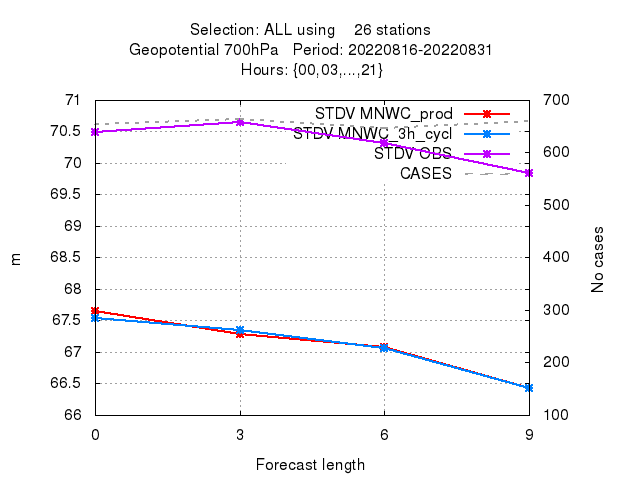 Selection: ALL using 26 stations
Geopotential 700hPa Period: 20220816-20220831
Hours: {00,03,...,21}
STDV MNWC_prod
STDV MNWC_3h_cycl
STDV OBS
CASES
71
70.5
70
69.5
69
68.5
68
67.5
67
66.5
66
700
600
500
400
300
200
100
m
No cases
0 3 6 9
Forecast length